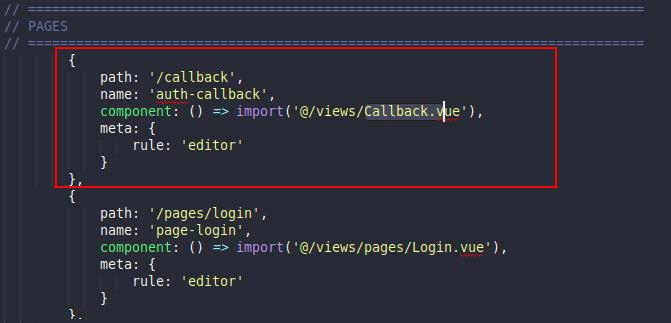 // =============================================================================
// PAGES
// =============================================================================
{
path: '/callback',
name: 'auth-callback',
component: () => import('@/views/Callback.vue'),
meta: {
rule: 'editor'
}
},
{
path: '/pages/login',
name: 'page-login',
component: () => import('@/views/pages/Login.vue'),
meta: {
rule: 'editor'
}
},